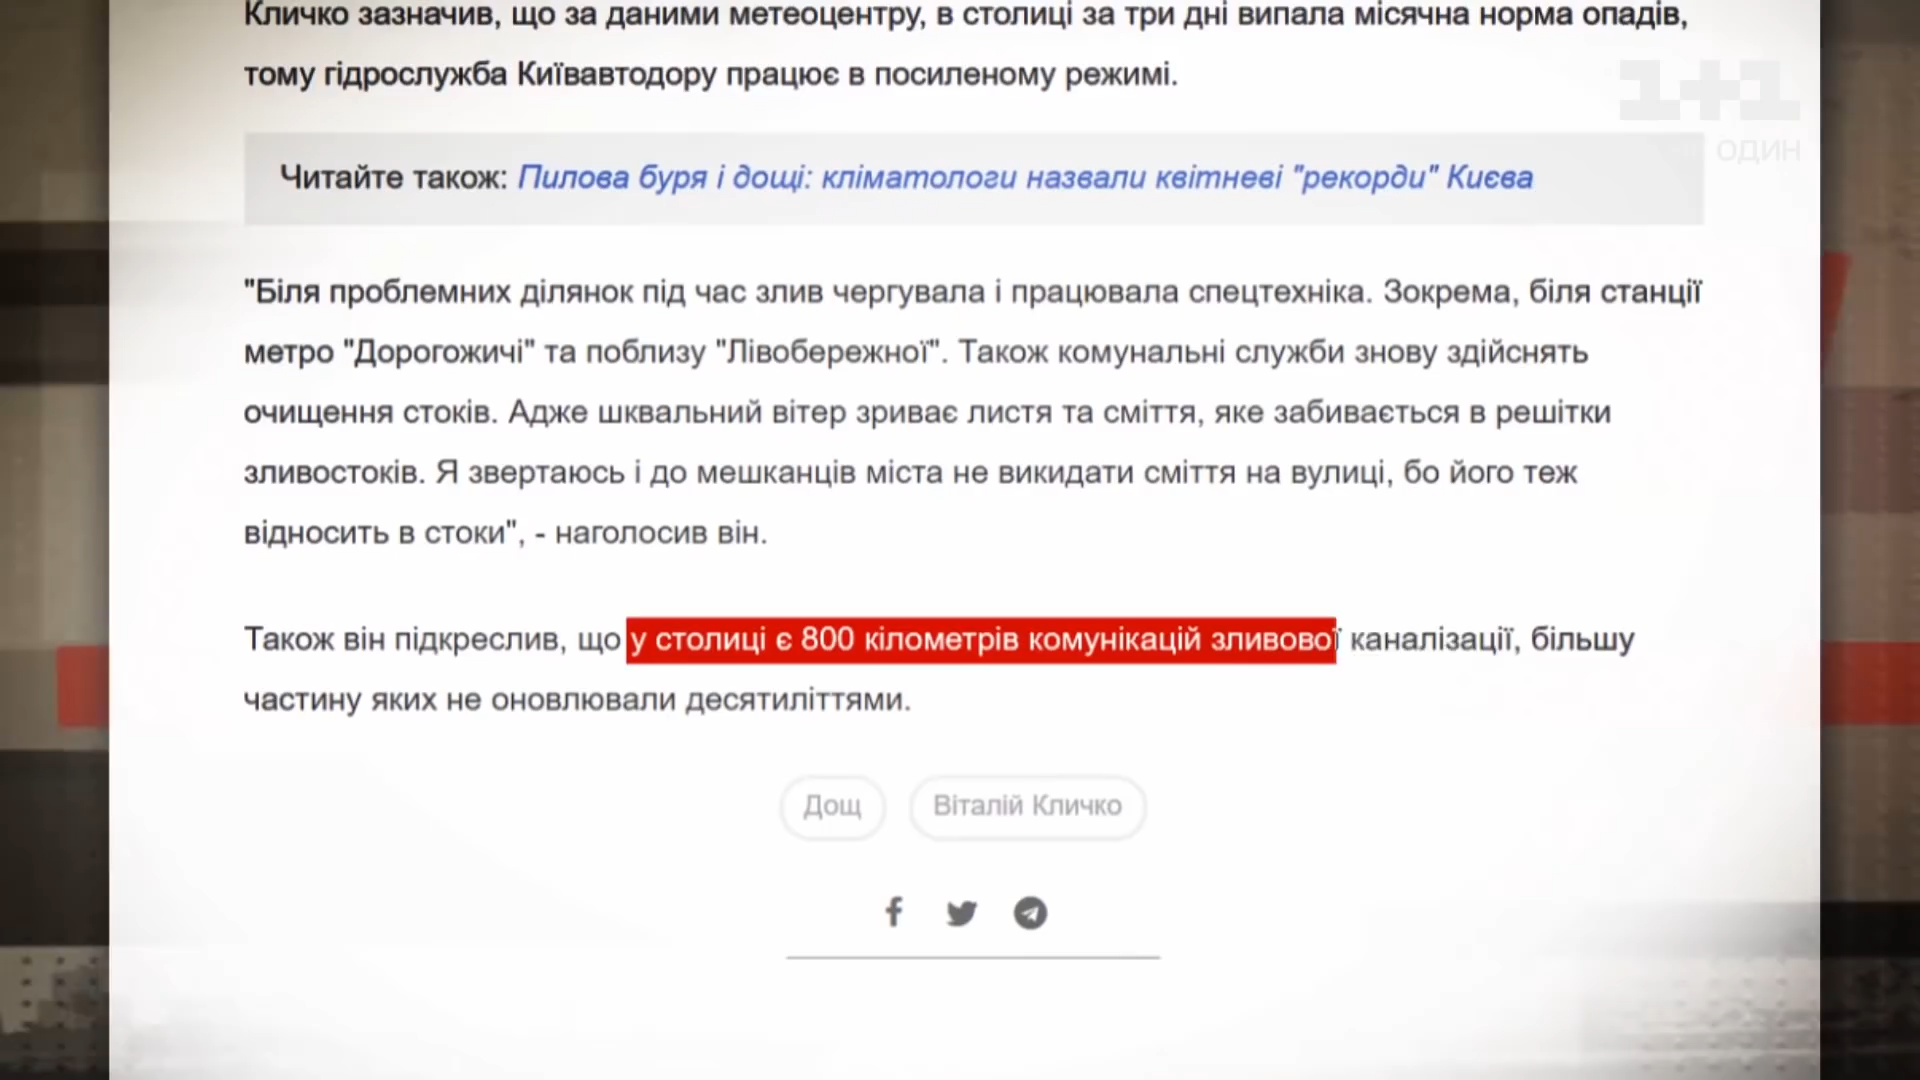 Кличко зазначив, що за даними метеоцентру, в столиці за три дні випала місячна норма опадів,
тому гідрослужба Київавтодору працює в посиленому режимі.
1+1
ОДИН
Читайте також: Пилова буря і дощі: кліматологи назвали квітневі "рекорди" Києва
"Біля проблемних ділянок під час злив чергувала і працювала спецтехніка. Зокрема, біля станції
метро "Дорогожичі" та поблизу "Лівобережної". Також комунальні служби знову здійснять
очищення стоків. Адже шквальний вітер зриває листя та сміття, яке забивається в решітки
зливостоків. Я звертаюсь і до мешканців міста не викидати сміття на вулиці, бо його теж
відносить в стоки", - наголосив він.
Також він підкреслив, що у столиці є 800 кілометрів комунікацій зливової каналізації, більшу
частину яких не оновлювали десятиліттями.
Дощ
Віталій Кличко